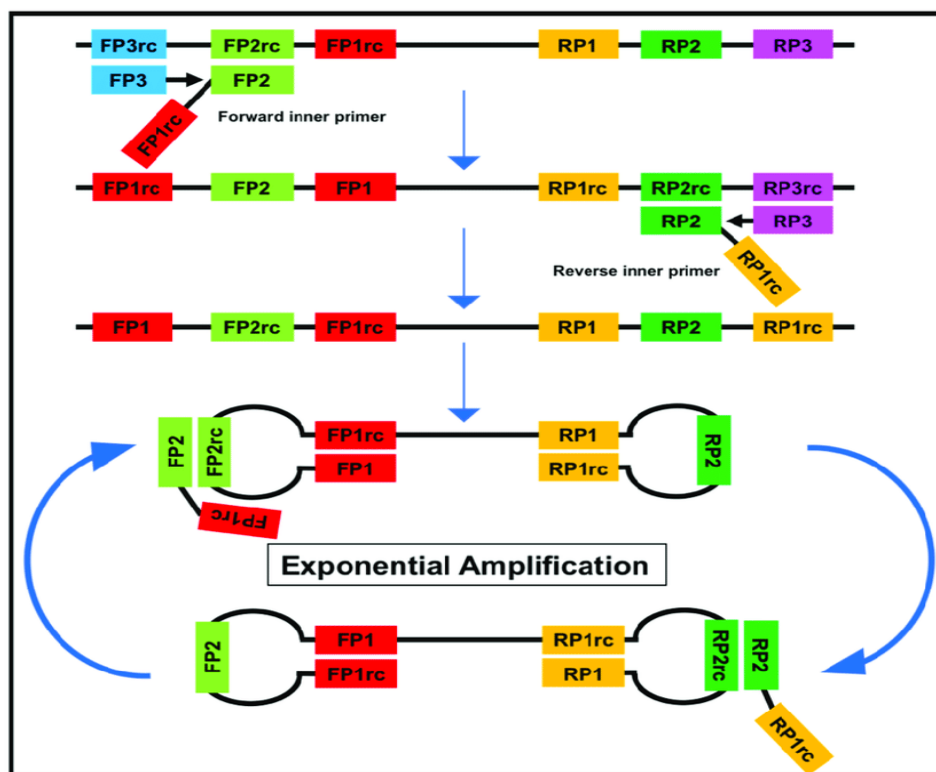 FP3rc FP2rc FP1rc RP1 RP2 RP3
FP3 FP2
FP1rc
Forward inner primer
FP1rc FP2 FP1 RP1rc RP2rc RP3rc
RP2 RP3
RP1rc
Reverse inner primer
FP1 FP2rc FP1rc RP1 RP2 RP1rc
FP2 FP2rc FP1rc RP1 RP2
FP1 RP1rc
FP1rc
Exponential Amplification
FP2 FP1 RP1rc RP2rc RP2
FP1rc RP1
RP1rc